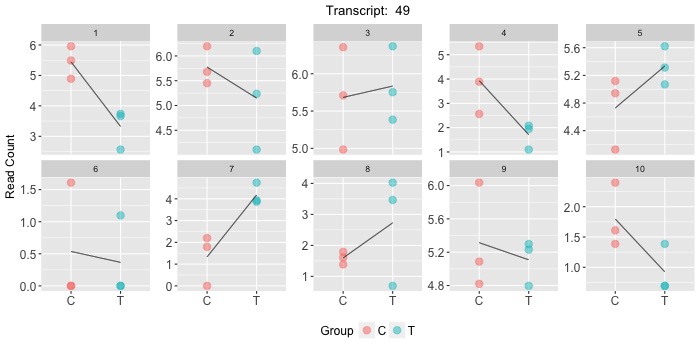 Transcript: 49
1 2 3 4 5
6 5 4 3
6.0 5.5 5.0 4.5
6.0 5.5 5.0
5 4 3 2 1
5.6 5.2 4.8 4.4
Read Count
6 7 8 9 10
1.5 1.0 0.5 0.0
4 3 2 1 0
4 3 2 1
6.0 5.6 5.2 4.8
2.0 1.5 1.0
C T C T C T C T C T
Group C T